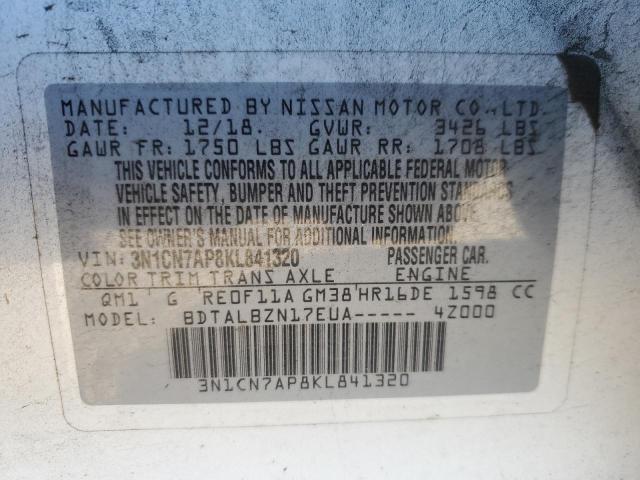 MANUFACTURED BY NISSAN MOTOR CO., LTD.
DATE: 12/18. GVWR: 3426 LBS
GAWR FR: 1750 LBS GAWR RR: 1708 LBS
THIS VEHICLE CONFORMS TO ALL APPLICABLE FEDERAL MOTOR
VEHICLE SAFETY, BUMPER AND THEFT PREVENTION STANDARDS
IN EFFECT ON THE DATE OF MANUFACTURE SHOWN ABOVE.
SEE OWNER'S MANUAL FOR ADDITIONAL INFORMATION.
VIN: 3N1CN7AP8KL841320 PASSENGER CAR.
COLOR TRIM TRANS AXLE ENGINE
QM1 G RE0F11A GM38 HR16DE 1598 CC
MODEL: BDTALBZN17EUA----- 4Z000
3N1CN7AP8KL841320